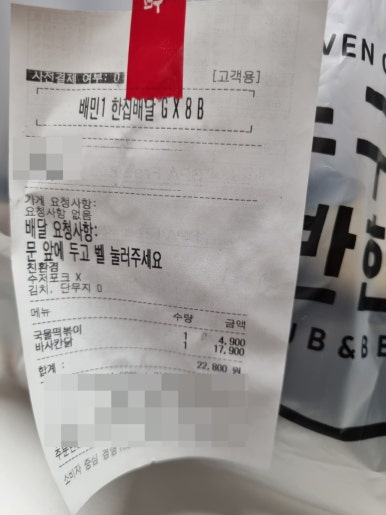 사전결제 여부: O
[고객용]
배민1 한집배달 G X 8 B
가게 요청사항:
요청사항 없음
배달 요청사항:
문 앞에 두고 벨 눌러주세요
친환경
수저포크 X
김치, 단무지 O
메뉴 수량 금액
국물떡볶이 1 4,900
바사칸닭 1 17,900
합계 : 22,800 원
VEN
반
UB & BE